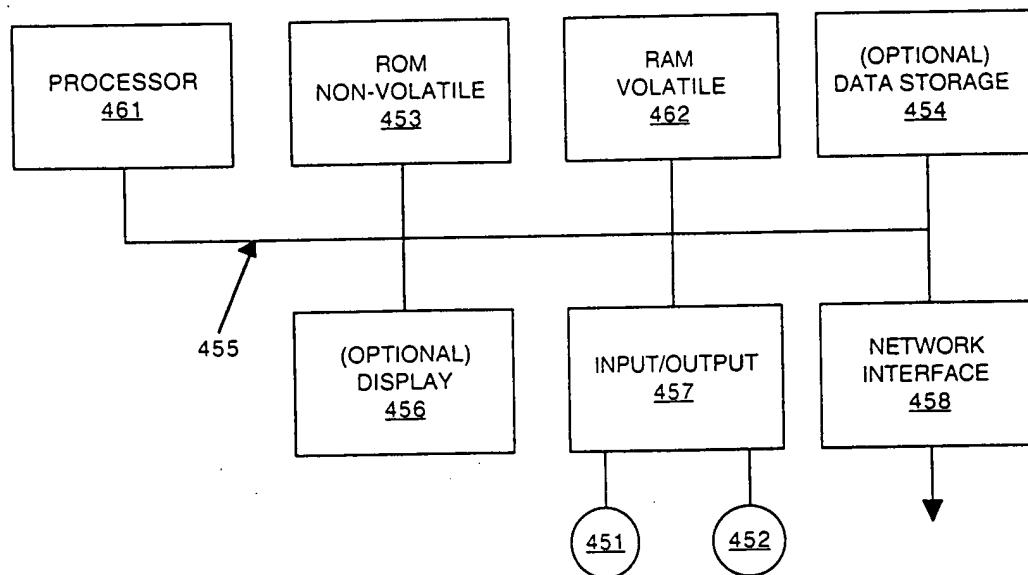 PROCESSOR
461
ROM
NON-VOLATILE
453
RAM
VOLATILE
462
(OPTIONAL)
DATA STORAGE
454
455
(OPTIONAL)
DISPLAY
456
INPUT/OUTPUT
457
NETWORK
INTERFACE
458
451
452